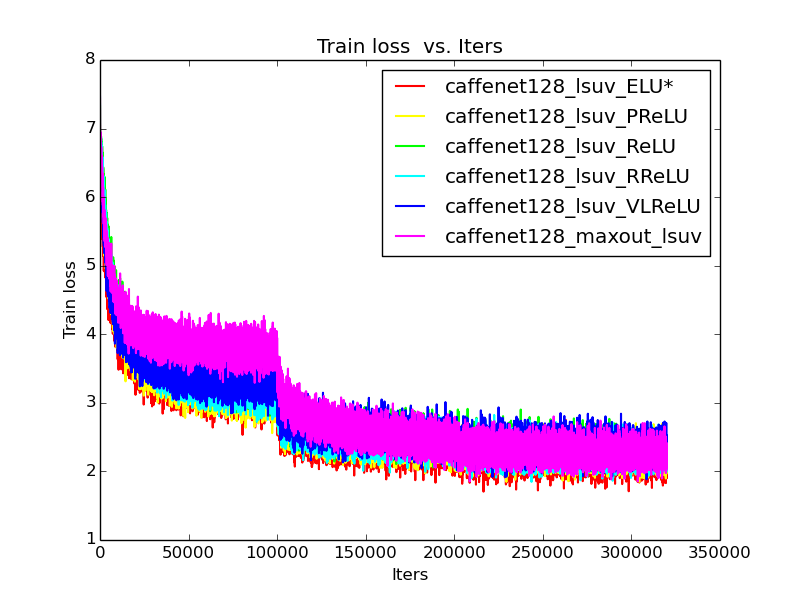 Train loss  vs. Iters
8
7
6
5
4
3
2
1
Train loss
caffenet128_lsuv_ELU*
caffenet128_lsuv_PReLU
caffenet128_lsuv_ReLU
caffenet128_lsuv_RReLU
caffenet128_lsuv_VLReLU
caffenet128_maxout_lsuv
0 50000 100000 150000 200000 250000 300000 350000
Iters